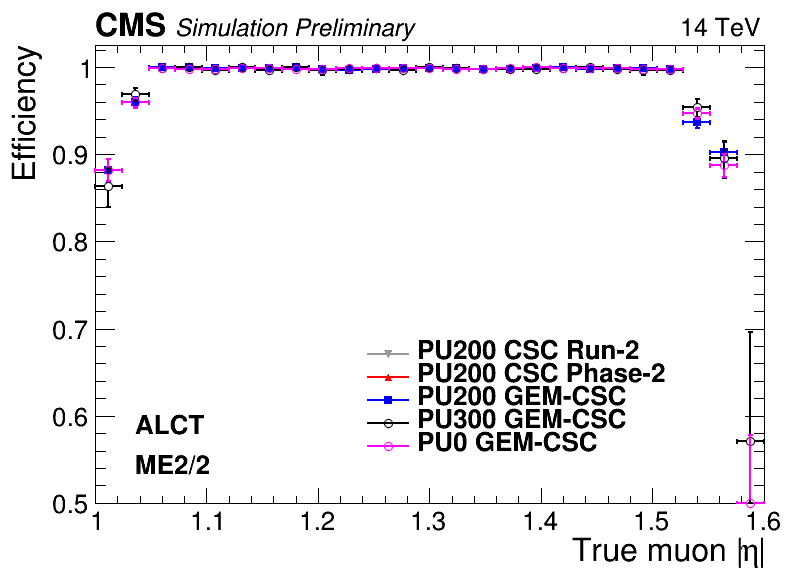 CMS Simulation Preliminary 14 TeV
Efficiency
1
0.9
0.8
0.7
0.6
0.5
PU200 CSC Run-2
PU200 CSC Phase-2
PU200 GEM-CSC
PU300 GEM-CSC
PU0 GEM-CSC
ALCT
ME2/2
1 1.1 1.2 1.3 1.4 1.5 1.6
True muon |η|